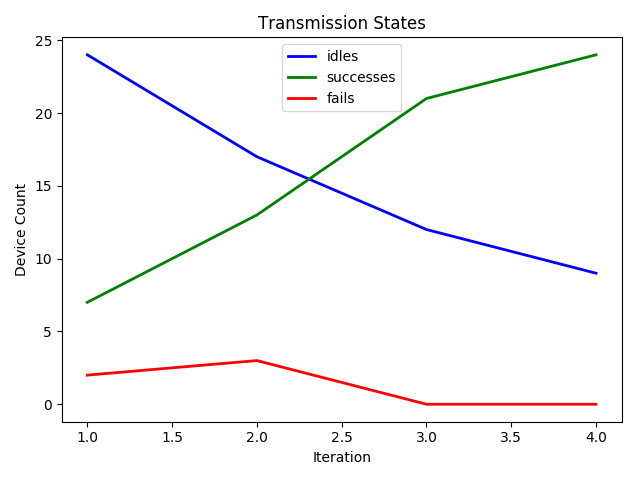 Transmission States
25
20
15
10
5
0
Device Count
idles
successes
fails
1.0 1.5 2.0 2.5 3.0 3.5 4.0
Iteration